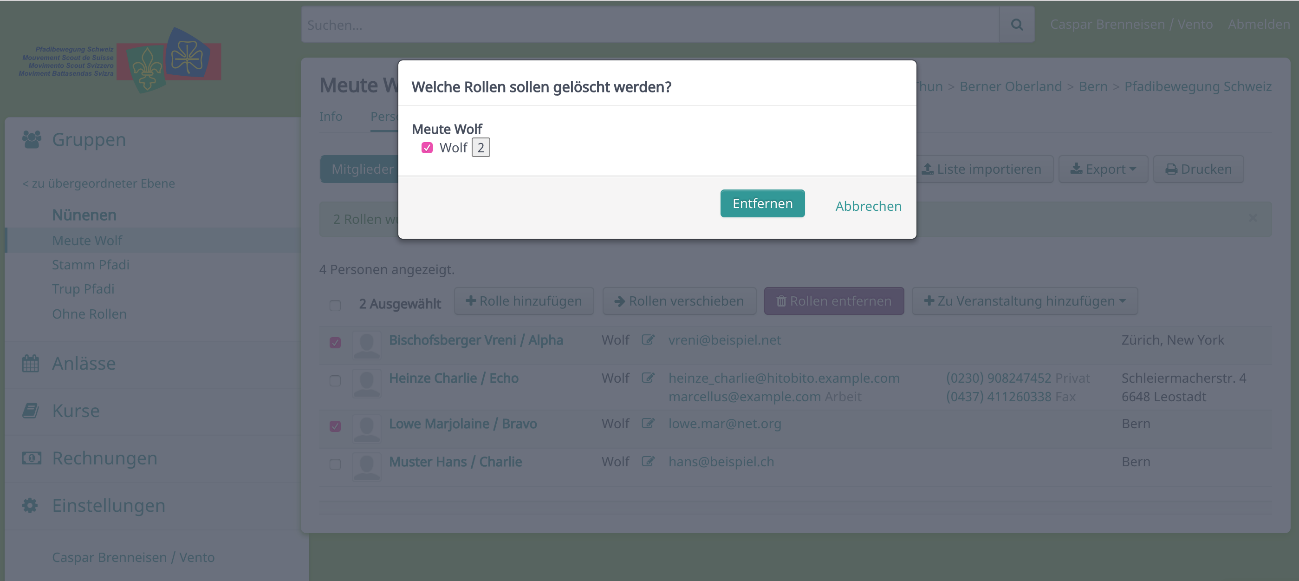 Suchen...
Caspar Brenneisen / Vento
Abmelden
Pfadibewegung Schweiz
Mouvement Scout de Suisse
Movimento Scout Svizzero
Moviment Battasendas Svizra
Gruppen
< zu übergeordneter Ebene
Nünenen
Meute Wolf
Stamm Pfadi
Trup Pfadi
Ohne Rollen
Anlässe
Kurse
Rechnungen
Einstellungen
Caspar Brenneisen / Vento
Meute W
hun > Berner Oberland > Bern > Pfadibewegung Schweiz
Info Pers
Mitglieder
Liste importieren
Export
Drucken
2 Rollen w
×
Welche Rollen sollen gelöscht werden?
Meute Wolf
Wolf 2
Entfernen
Abbrechen
4 Personen angezeigt.
2 Ausgewählt
Rolle hinzufügen
Rollen verschieben
Rollen entfernen
Zu Veranstaltung hinzufügen
Bischofsberger Vreni / Alpha Wolf vreni@beispiel.net Zürich, New York
Heinze Charlie / Echo Wolf heinze_charlie@hitobito.example.com (0230) 908247452 Privat Schleiermacherstr. 4
marcellus@example.com Arbeit (0437) 411260338 Fax 6648 Leostadt
Lowe Marjolaine / Bravo Wolf lowe.mar@net.org Bern
Muster Hans / Charlie Wolf hans@beispiel.ch Bern